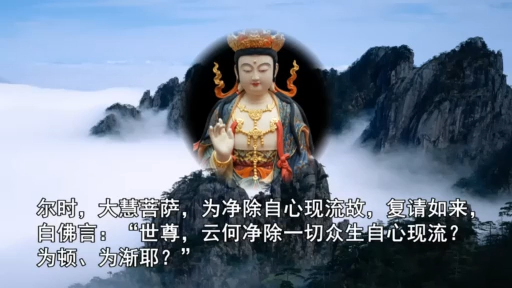 尔时，大慧菩萨，为净除自心现流故，复请如来，
白佛言：“世尊，云何净除一切众生自心现流？
为顿、为渐耶？”